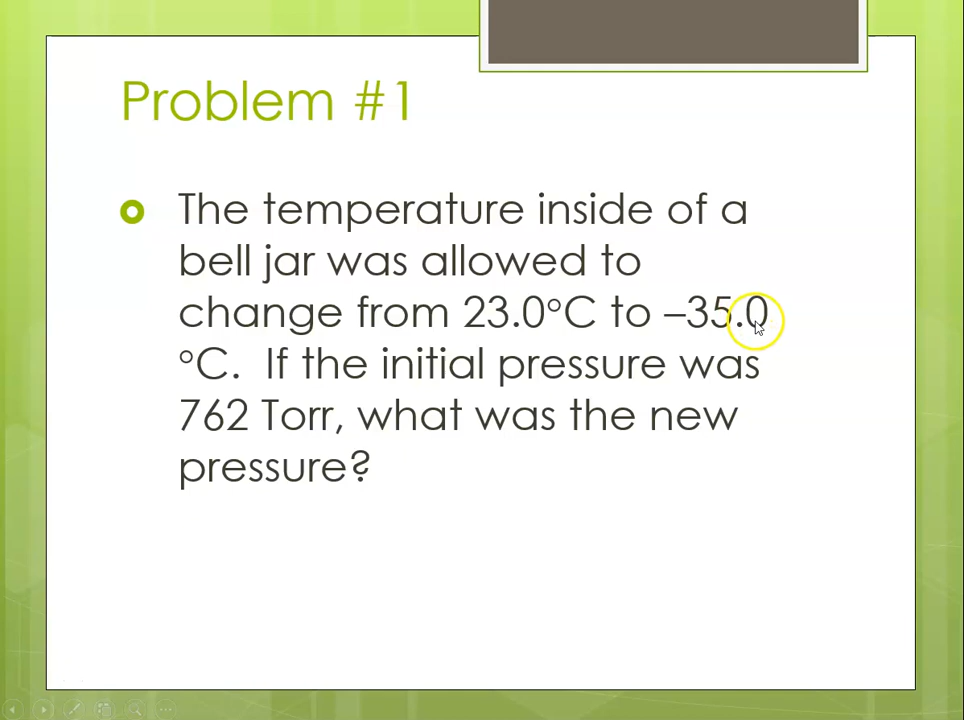 Problem #1
The temperature inside of a
bell jar was allowed to
change from 23.0°C to –35.0
°C.  If the initial pressure was
762 Torr, what was the new
pressure?